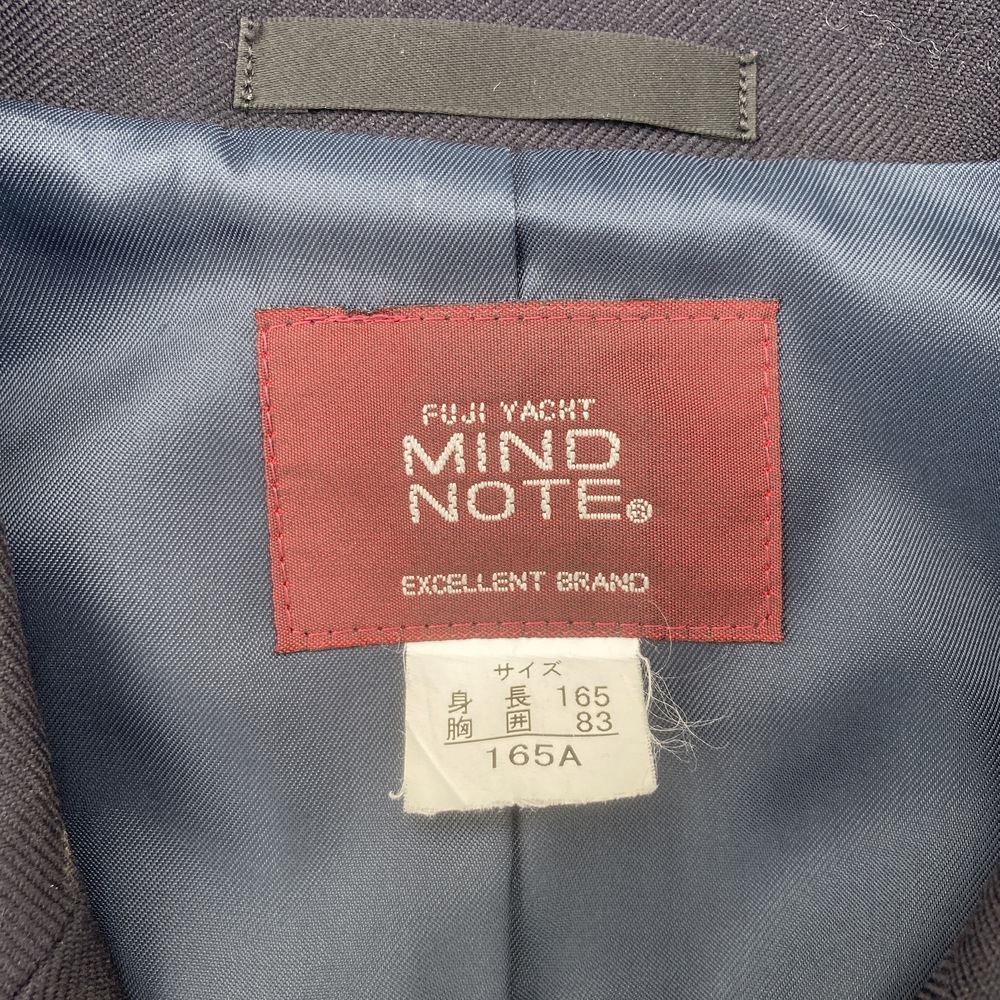 FUJI YACHT
MIND
NOTE®
EXCELLENT BRAND
サイズ
身 長 165
胸 囲 83
165A